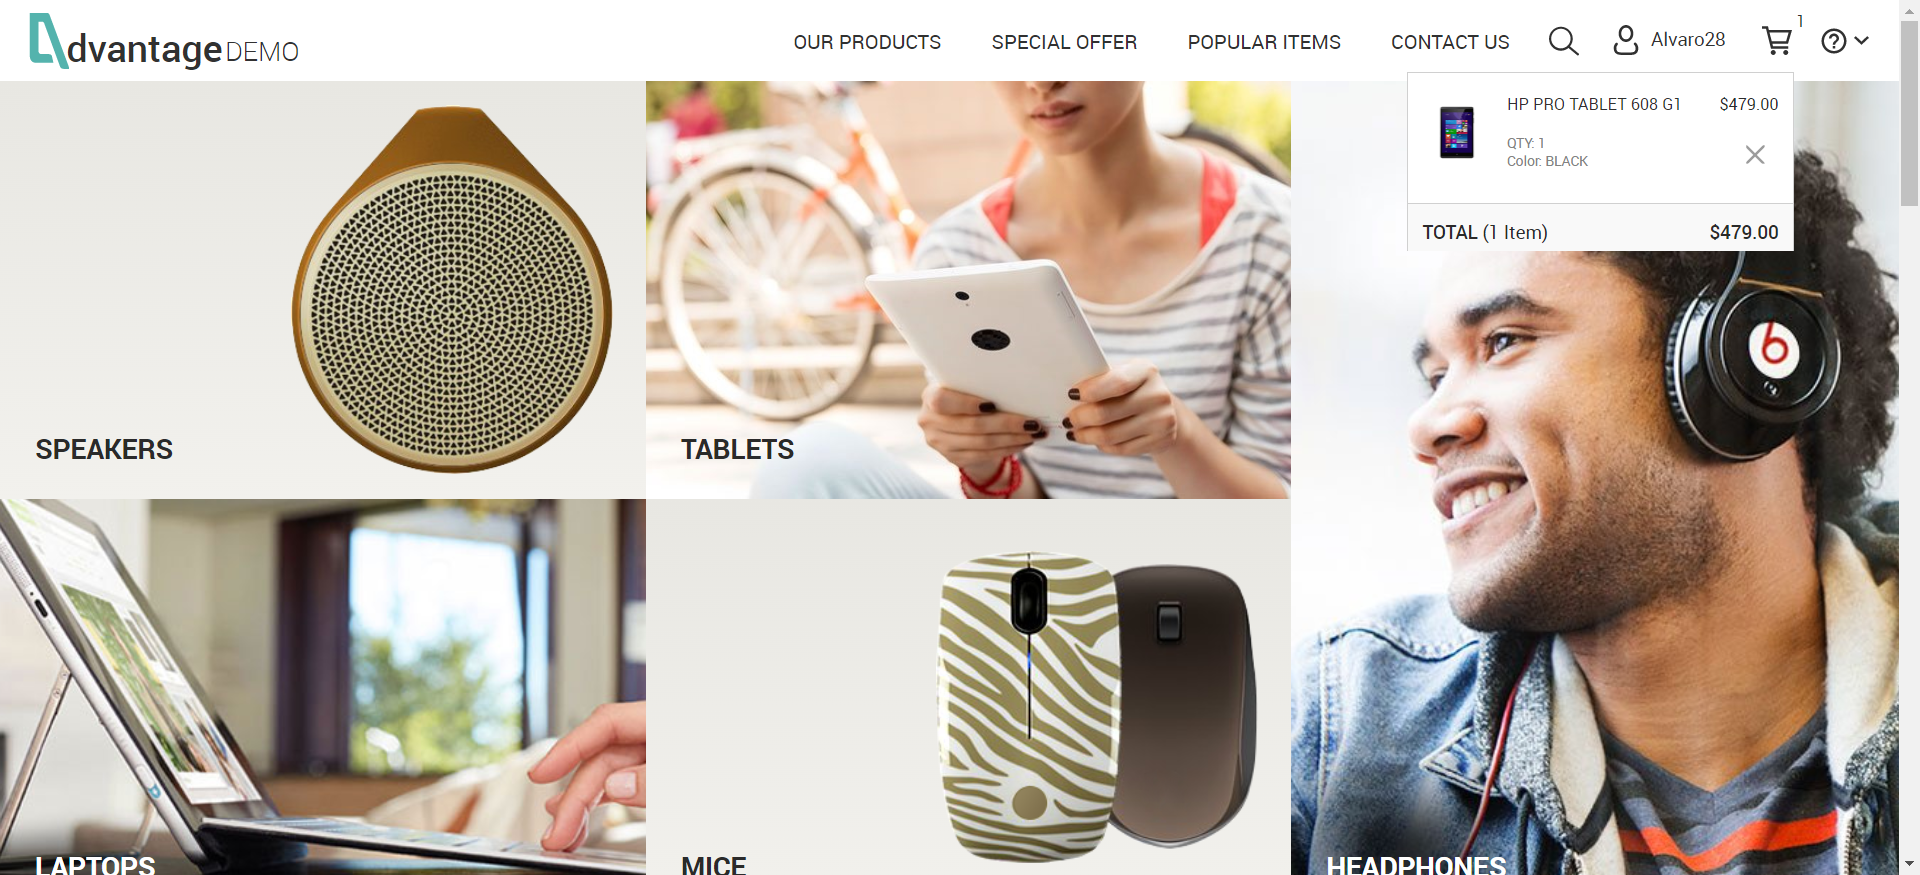 dvantage DEMO
OUR PRODUCTS
SPECIAL OFFER
POPULAR ITEMS
CONTACT US
Alvaro28
1
HP PRO TABLET 608 G1
$479.00
QTY: 1
Color: BLACK
TOTAL (1 Item)
$479.00
SPEAKERS
TABLETS
LAPTOPS
MICE
HEADPHONES